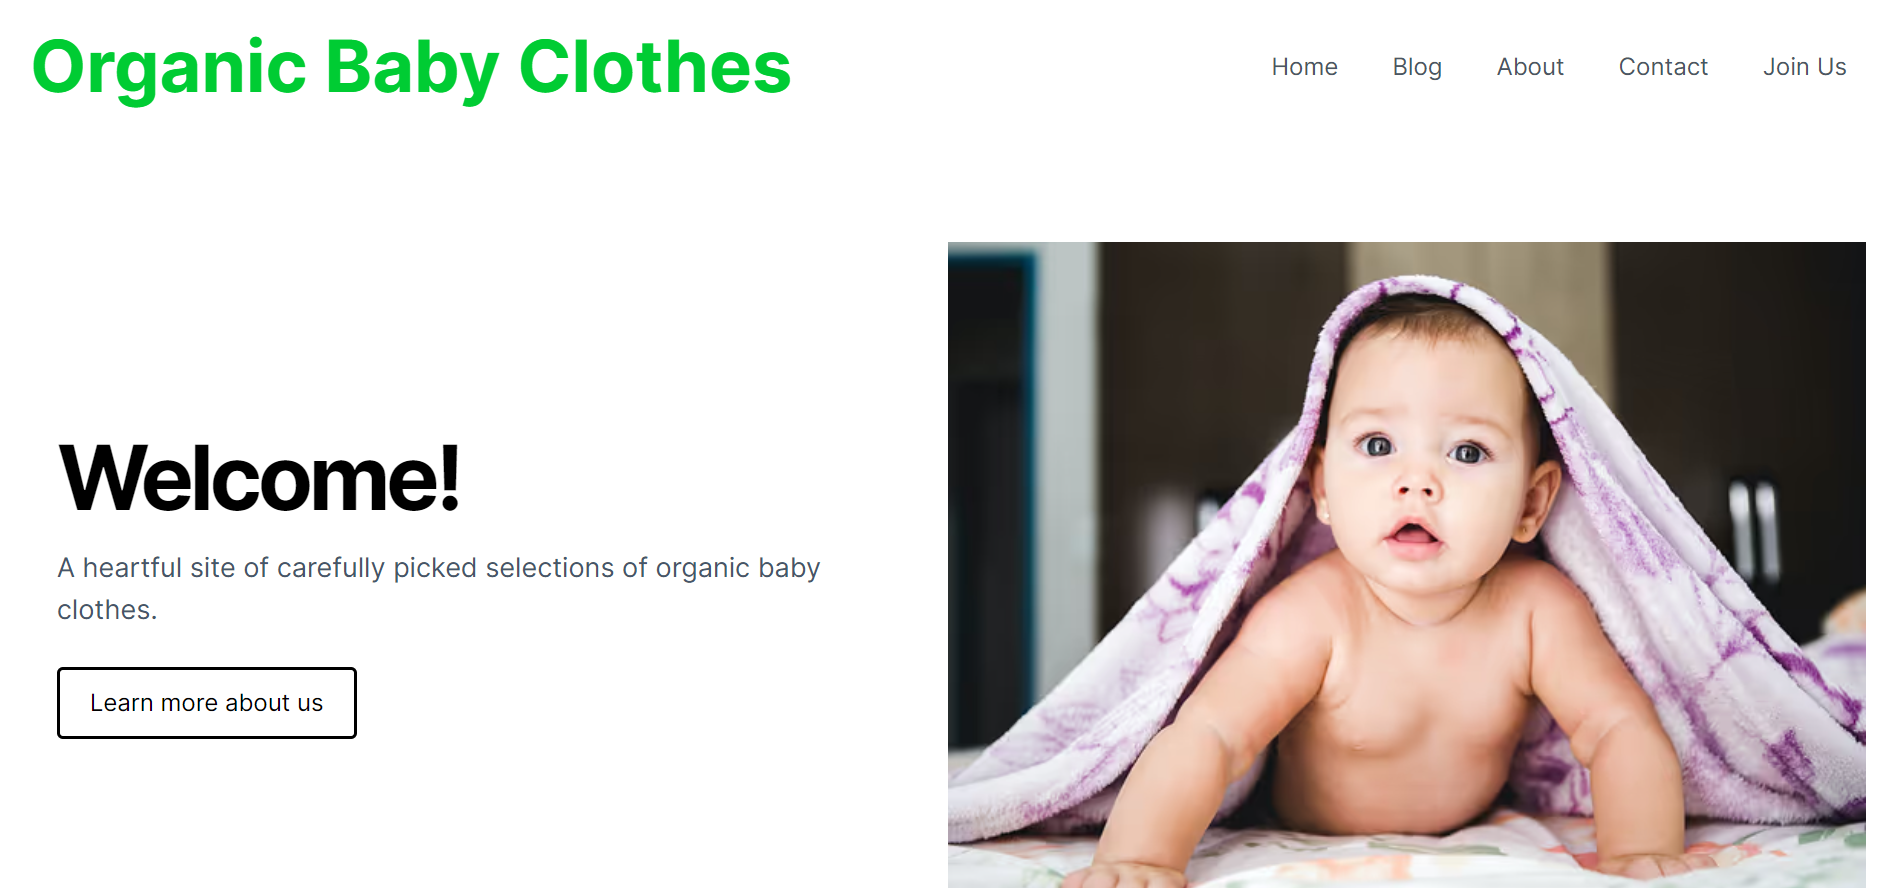 Organic Baby Clothes
Home Blog About Contact Join Us
Welcome!
A heartful site of carefully picked selections of organic baby
clothes.
Learn more about us